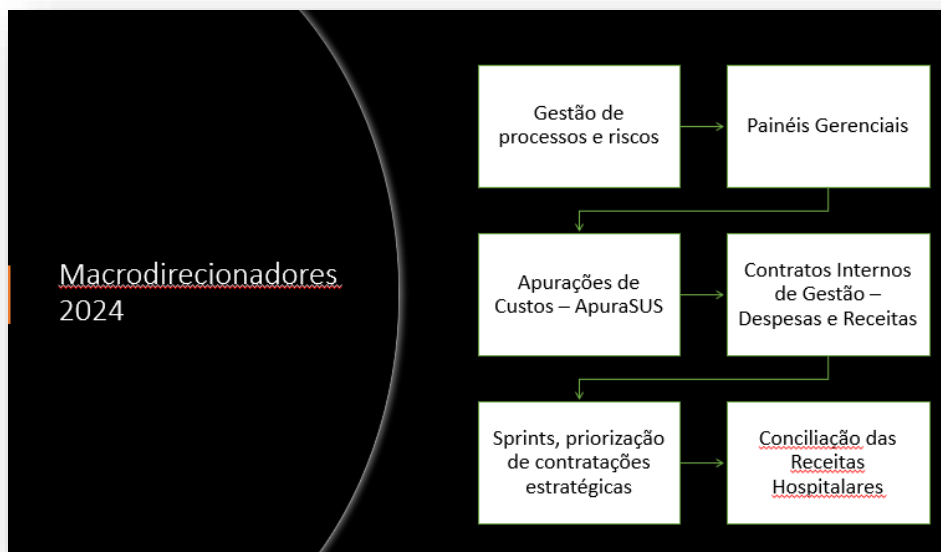 Macrodirecionadores
2024
Gestão de
processos e riscos
Painéis Gerenciais
Apurações de
Custos – ApuraSUS
Contratos Internos
de Gestão –
Despesas e Receitas
Sprints, priorização
de contratações
estratégicas
Conciliação das
Receitas
Hospitalares